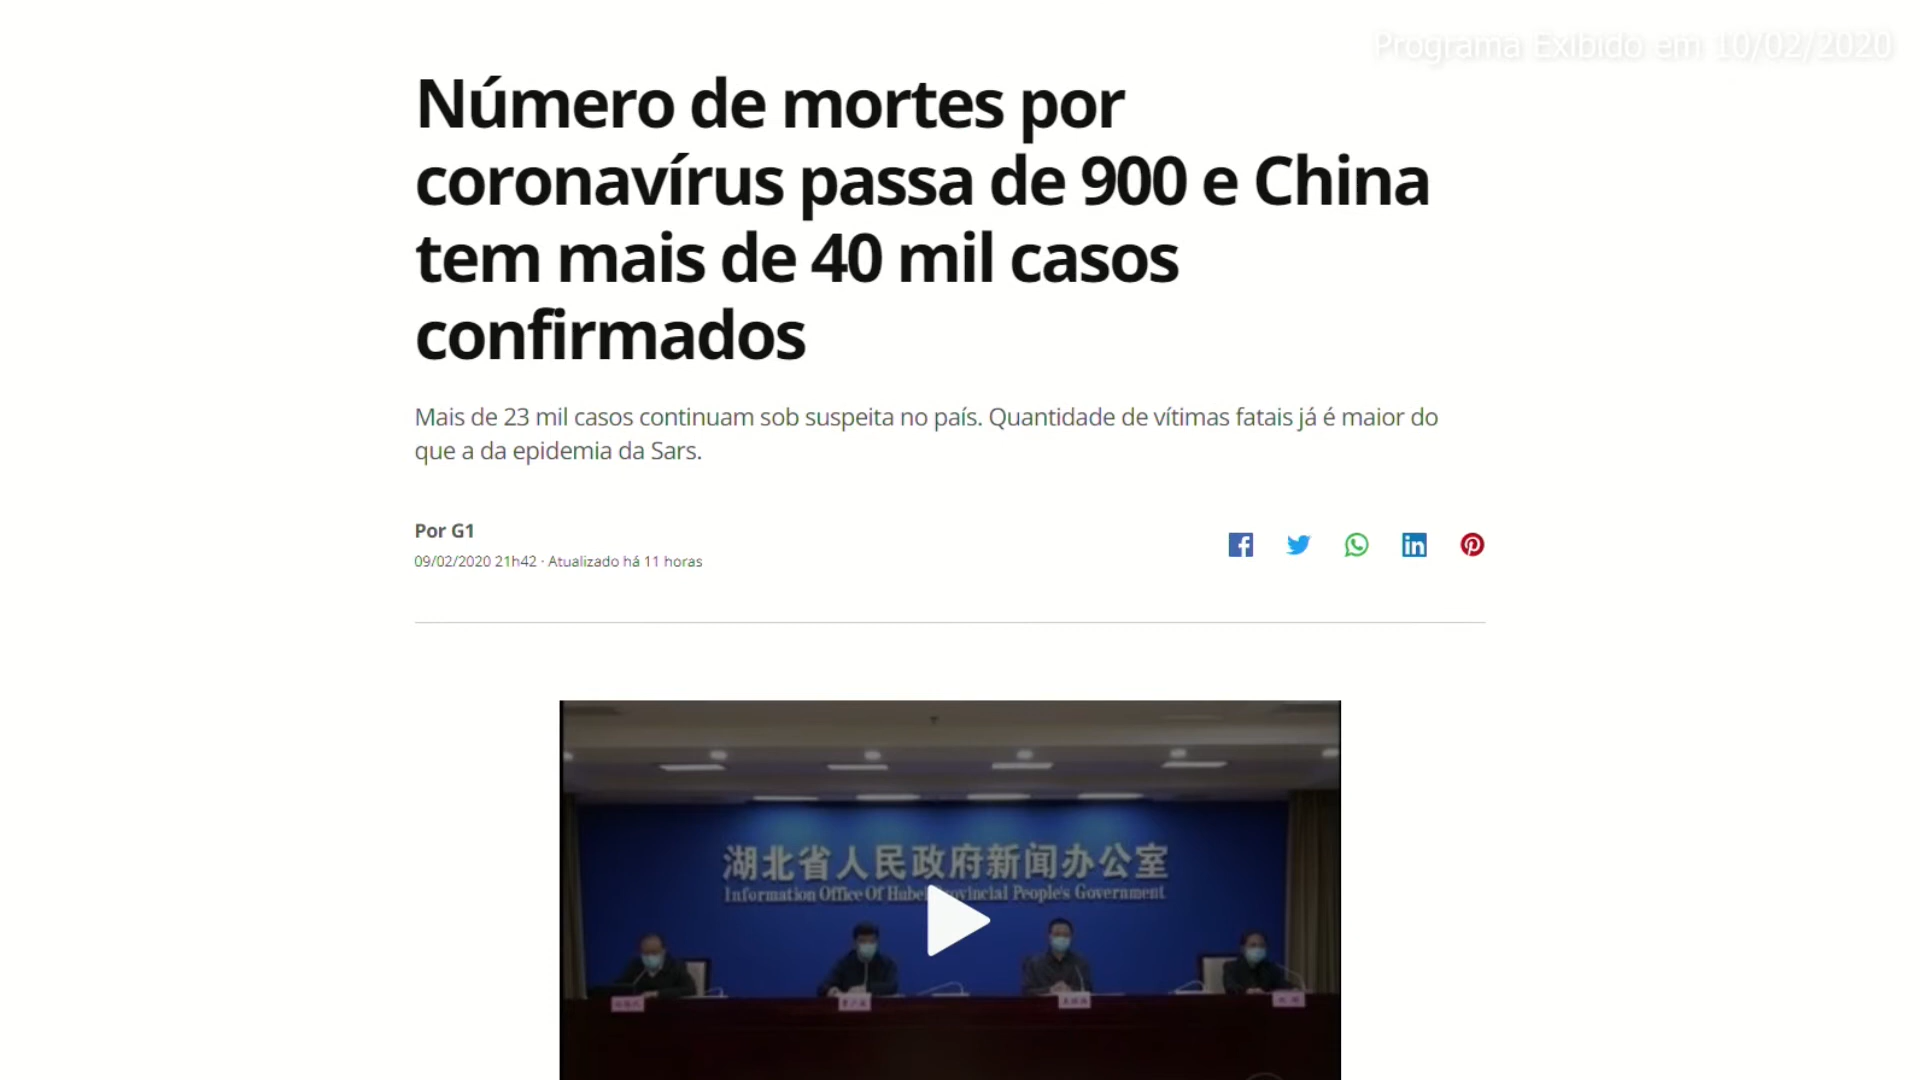 Programa Exibido em 10/02/2020
Número de mortes por
coronavírus passa de 900 e China
tem mais de 40 mil casos
confirmados
Mais de 23 mil casos continuam sob suspeita no país. Quantidade de vítimas fatais já é maior do
que a da epidemia da Sars.
Por G1
09/02/2020 21h42 · Atualizado há 11 horas
湖北省人民政府新闻办公室
Information Office Of Hubei Provincial People's Government